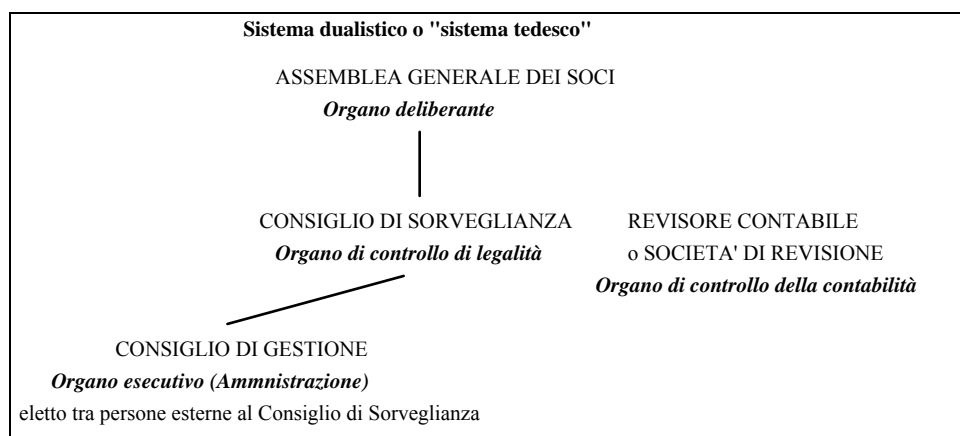 Sistema dualistico o "sistema tedesco"
ASSEMBLEA GENERALE DEI SOCI
Organo deliberante
CONSIGLIO DI SORVEGLIANZA
Organo di controllo di legalità
REVISORE CONTABILE
o SOCIETA' DI REVISIONE
Organo di controllo della contabilità
CONSIGLIO DI GESTIONE
Organo esecutivo (Ammnistrazione)
eletto tra persone esterne al Consiglio di Sorveglianza